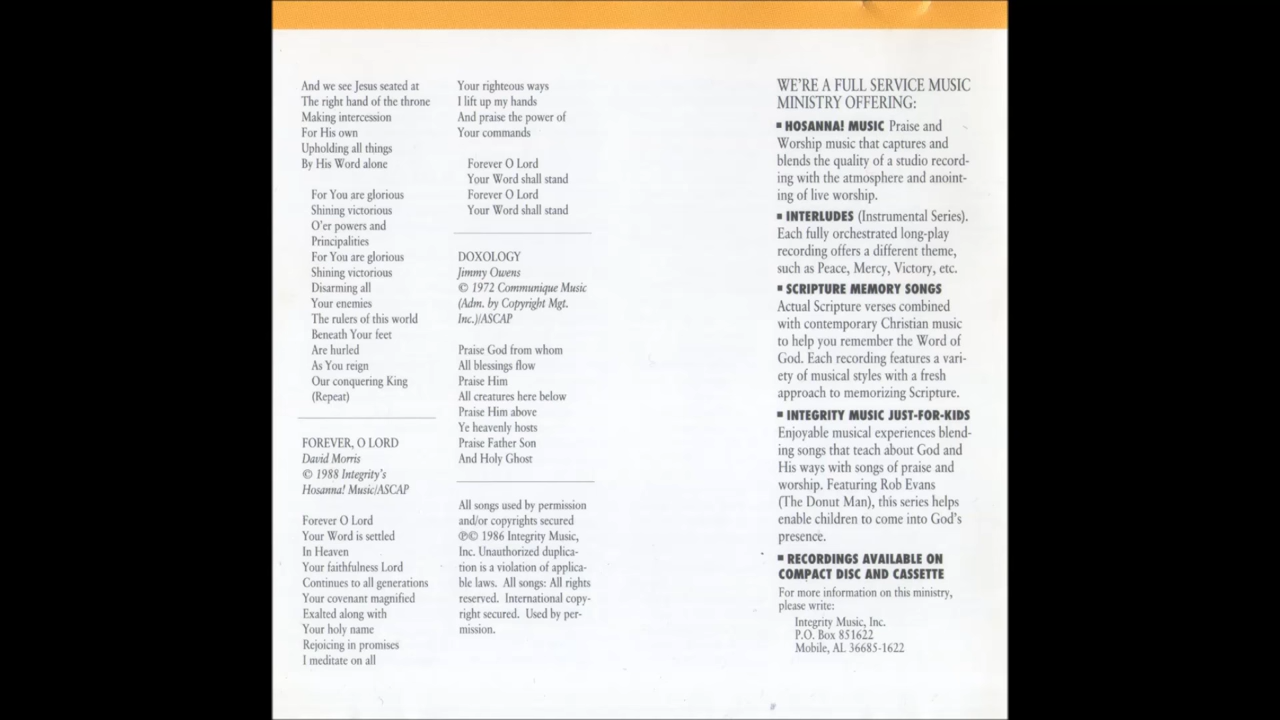 And we see Jesus seated at
The right hand of the throne
Making intercession
For His own
Upholding all things
By His Word alone
For You are glorious
Shining victorious
O'er powers and
Principalities
For You are glorious
Shining victorious
Disarming all
Your enemies
The rulers of this world
Beneath Your feet
Are hurled
As You reign
Our conquering King
(Repeat)
FOREVER, O LORD
David Morris
© 1988 Integrity's
Hosanna! Music/ASCAP
Forever O Lord
Your Word is settled
In Heaven
Your faithfulness Lord
Continues to all generations
Your covenant magnified
Exalted along with
Your holy name
Rejoicing in promises
I meditate on all
Your righteous ways
I lift up my hands
And praise the power of
Your commands
Forever O Lord
Your Word shall stand
Forever O Lord
Your Word shall stand
DOXOLOGY
Jimmy Owens
© 1972 Communique Music
(Adm. by Copyright Mgt.
Inc.)/ASCAP
Praise God from whom
All blessings flow
Praise Him
All creatures here below
Praise Him above
Ye heavenly hosts
Praise Father Son
And Holy Ghost
All songs used by permission
and/or copyrights secured
℗© 1986 Integrity Music,
Inc. Unauthorized duplica-
tion is a violation of applica-
ble laws. All songs: All rights
reserved. International copy-
right secured. Used by per-
mission.
WE'RE A FULL SERVICE MUSIC
MINISTRY OFFERING:
▪ HOSANNA! MUSIC Praise and
Worship music that captures and
blends the quality of a studio record-
ing with the atmosphere and anoint-
ing of live worship.
▪ INTERLUDES (Instrumental Series).
Each fully orchestrated long-play
recording offers a different theme,
such as Peace, Mercy, Victory, etc.
▪ SCRIPTURE MEMORY SONGS
Actual Scripture verses combined
with contemporary Christian music
to help you remember the Word of
God. Each recording features a vari-
ety of musical styles with a fresh
approach to memorizing Scripture.
▪ INTEGRITY MUSIC JUST-FOR-KIDS
Enjoyable musical experiences blend-
ing songs that teach about God and
His ways with songs of praise and
worship. Featuring Rob Evans
(The Donut Man), this series helps
enable children to come into God's
presence.
▪ RECORDINGS AVAILABLE ON
COMPACT DISC AND CASSETTE
For more information on this ministry,
please write:
Integrity Music, Inc.
P.O. Box 851622
Mobile, AL 36685-1622